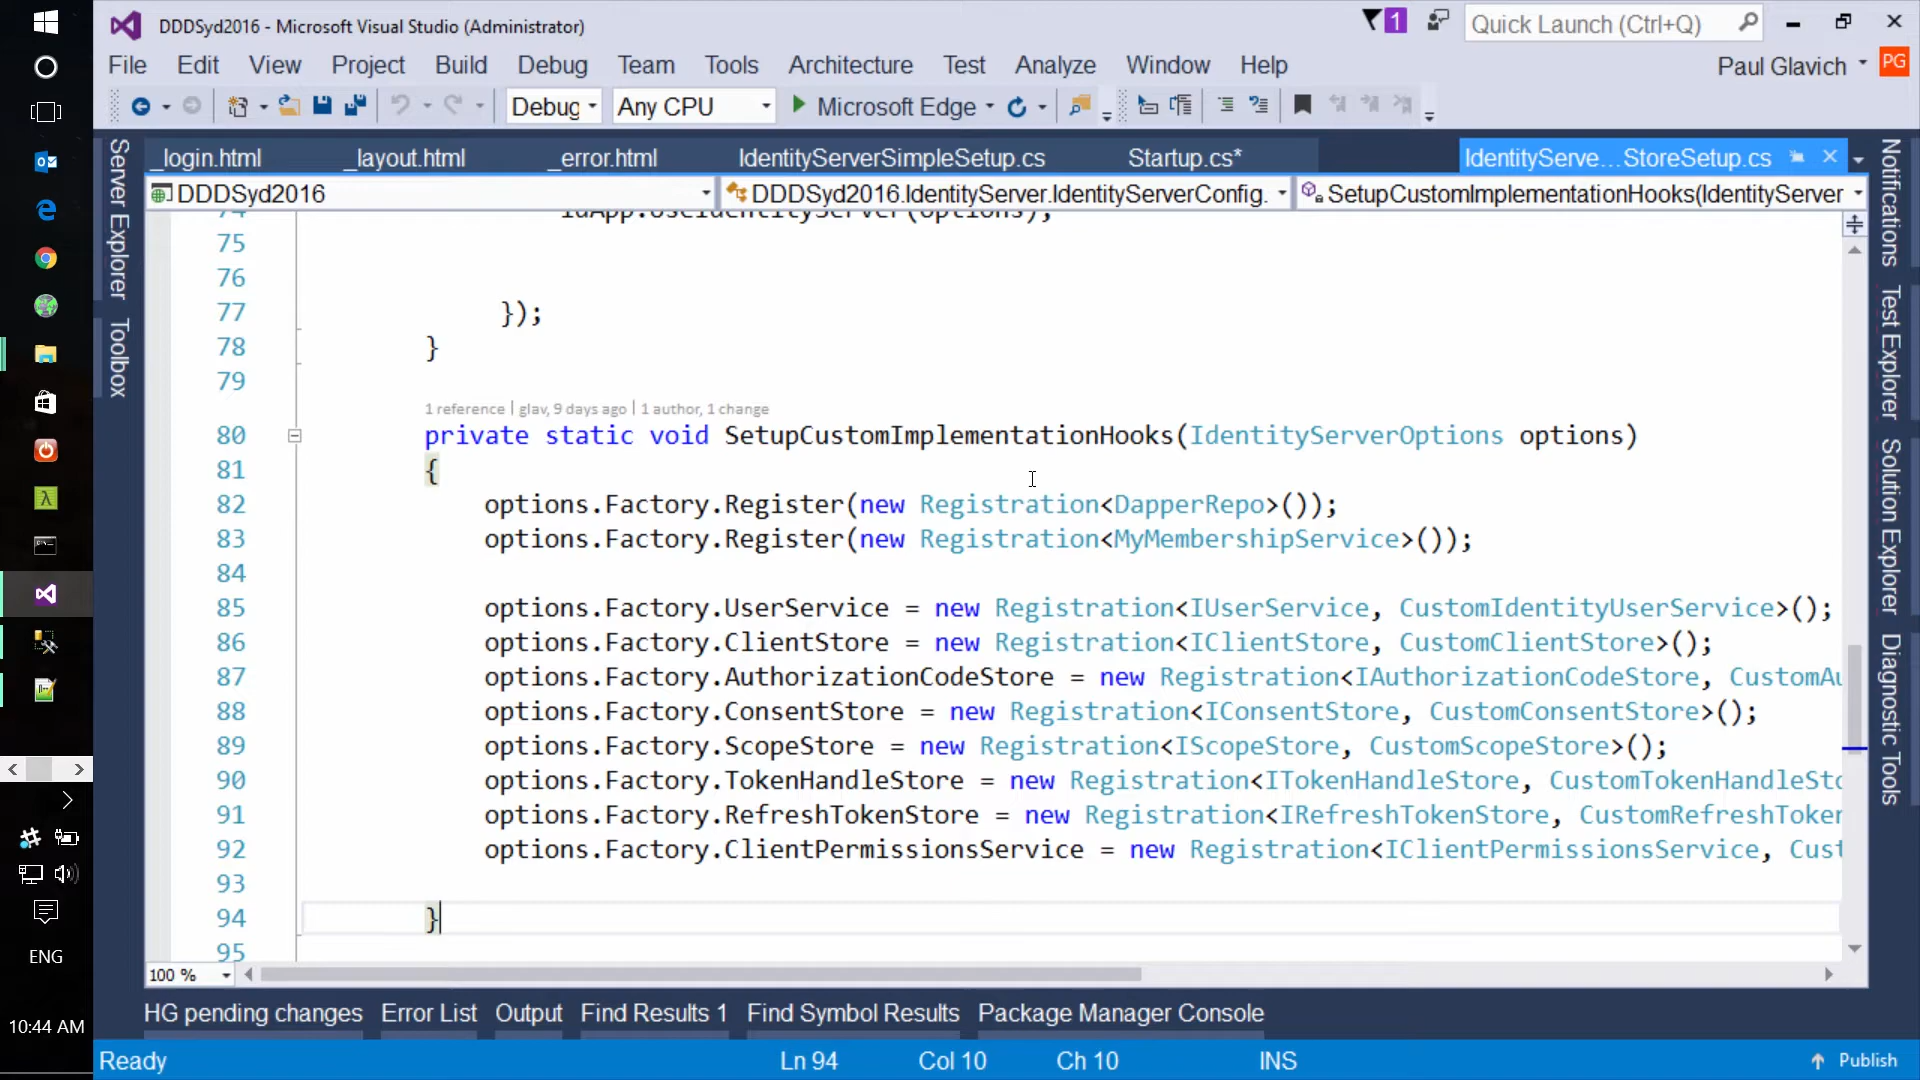 DDDSyd2016 - Microsoft Visual Studio (Administrator)
1
Quick Launch (Ctrl+Q)
File Edit View Project Build Debug Team Tools Architecture Test Analyze Window Help
Paul Glavich
PG
Debug Any CPU Microsoft Edge
_login.html _layout.html _error.html IdentityServerSimpleSetup.cs Startup.cs* IdentityServe...StoreSetup.cs
DDDSyd2016 DDDSyd2016.IdentityServer.IdentityServerConfig. SetupCustomImplementationHooks(IdentityServer
Server Explorer
Toolbox
Notifications
Test Explorer
Solution Explorer
Diagnostic Tools
74 idApp.UseIdentityServer(options);
75
76
77 });
78 }
79
1 reference | glav, 9 days ago | 1 author, 1 change
80 private static void SetupCustomImplementationHooks(IdentityServerOptions options)
81 {
82 options.Factory.Register(new Registration<DapperRepo>());
83 options.Factory.Register(new Registration<MyMembershipService>());
84
85 options.Factory.UserService = new Registration<IUserService, CustomIdentityUserService>();
86 options.Factory.ClientStore = new Registration<IClientStore, CustomClientStore>();
87 options.Factory.AuthorizationCodeStore = new Registration<IAuthorizationCodeStore, CustomAu
88 options.Factory.ConsentStore = new Registration<IConsentStore, CustomConsentStore>();
89 options.Factory.ScopeStore = new Registration<IScopeStore, CustomScopeStore>();
90 options.Factory.TokenHandleStore = new Registration<ITokenHandleStore, CustomTokenHandleSto
91 options.Factory.RefreshTokenStore = new Registration<IRefreshTokenStore, CustomRefreshToken
92 options.Factory.ClientPermissionsService = new Registration<IClientPermissionsService, Cust
93
94 }
95
100 %
HG pending changes Error List Output Find Results 1 Find Symbol Results Package Manager Console
Ready Ln 94 Col 10 Ch 10 INS Publish
ENG
10:44 AM